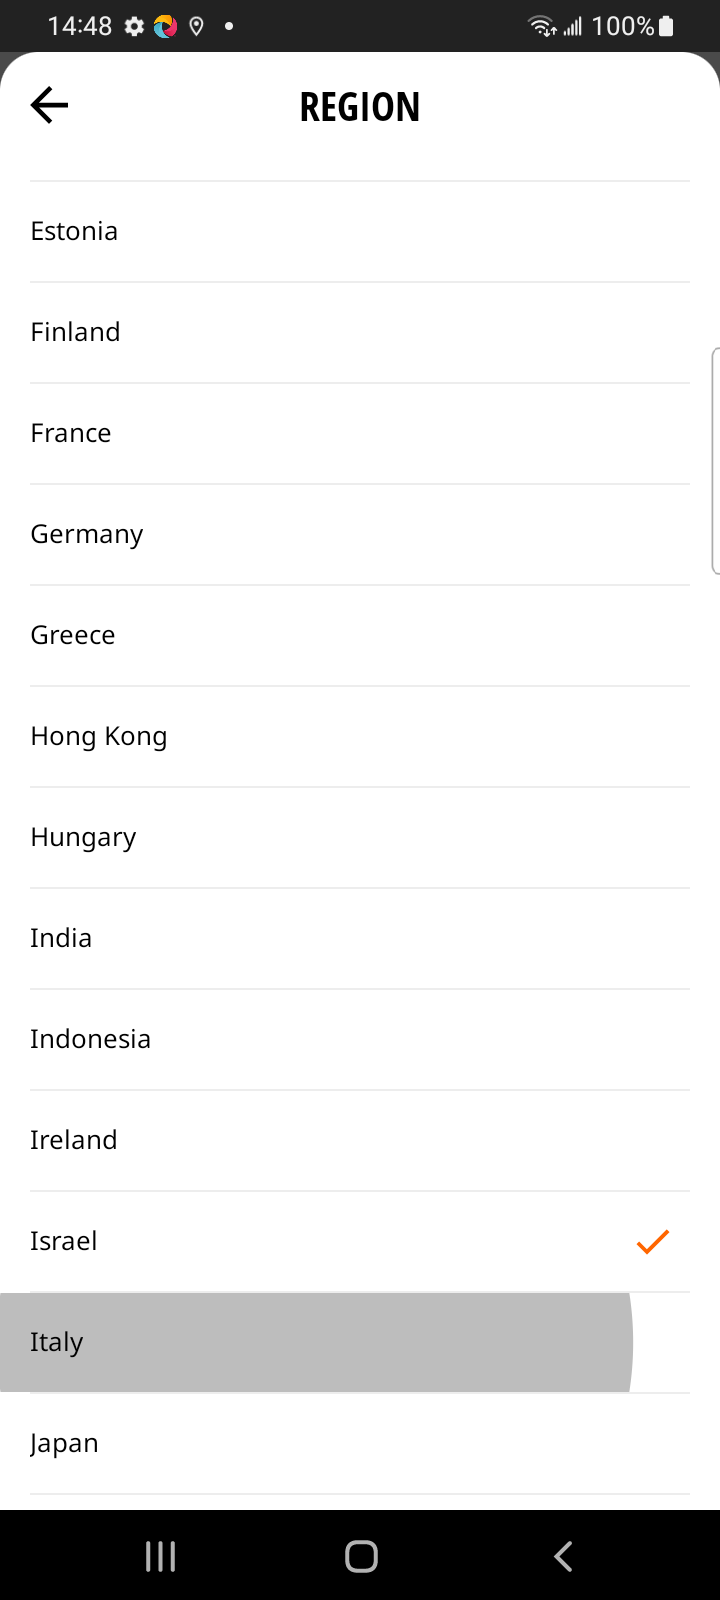 14:48
100%
REGION
Estonia
Finland
France
Germany
Greece
Hong Kong
Hungary
India
Indonesia
Ireland
Israel
Italy
Japan